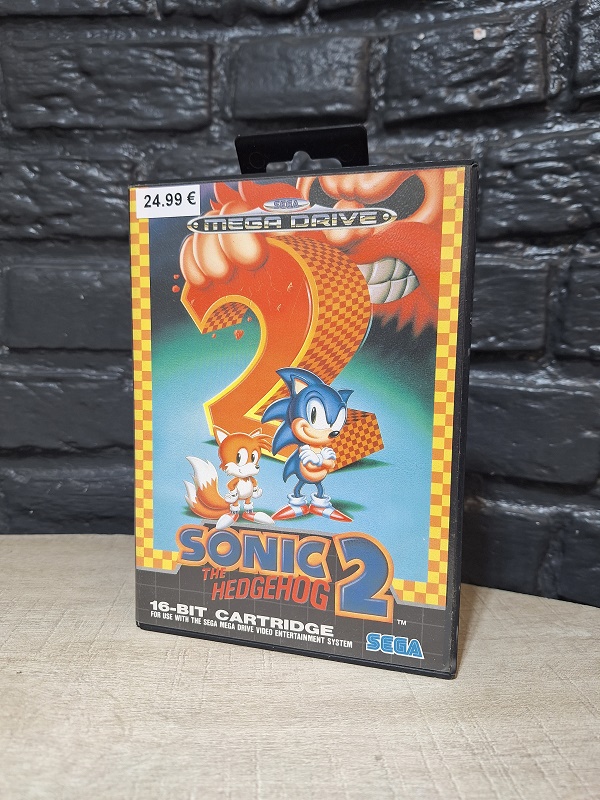 24.99 €
SEGA
MEGA DRIVE
2
SONIC
THE
HEDGEHOG 2
TM
16-BIT CARTRIDGE
FOR USE WITH THE SEGA MEGA DRIVE VIDEO ENTERTAINMENT SYSTEM
SEGA